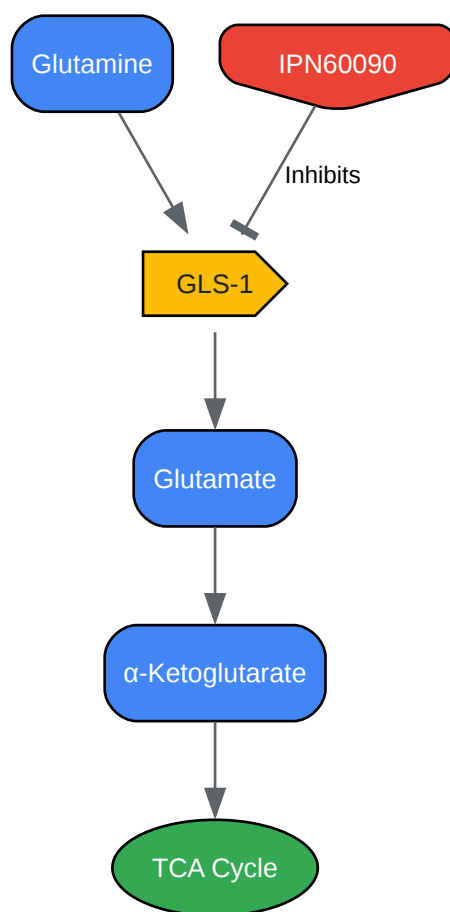 Glutamine
IPN60090
Inhibits
GLS-1
Glutamate
α-Ketoglutarate
TCA Cycle